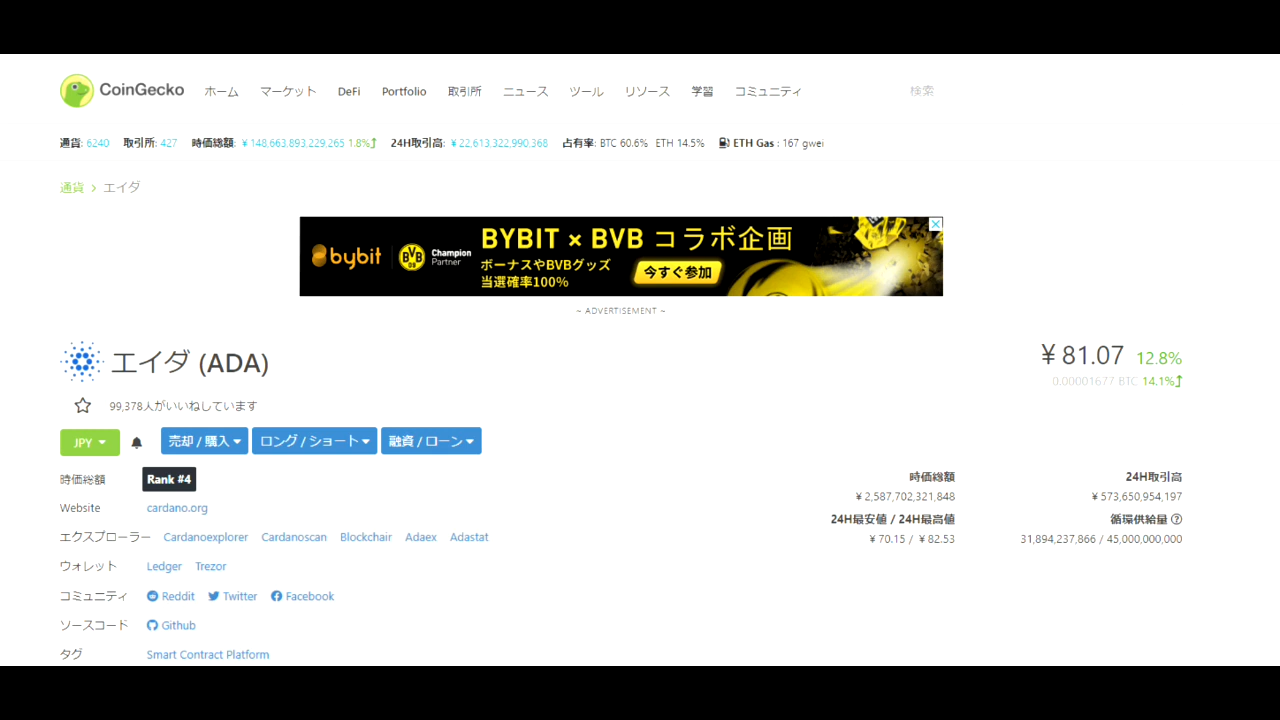 CoinGecko ホーム マーケット DeFi Portfolio 取引所 ニュース ツール リソース 学習 コミュニティ 検索
通貨: 6240 取引所: 427 時価総額: ¥148,663,893,229,265 1.8% 24H取引高: ¥22,613,322,990,368 占有率: BTC 60.6% ETH 14.5% ETH Gas : 167 gwei
通貨 > エイダ
BYBIT × BVB コラボ企画
bybit BVB 09 Champion Partner ボーナスやBVBグッズ 今すぐ参加
当選確率100%
~ ADVERTISEMENT ~
エイダ (ADA) ¥81.07 12.8%
0.00001677 BTC 14.1%
99,378人がいいねしています
JPY 売却 / 購入 ロング / ショート 融資 / ローン
時価総額 Rank #4 時価総額 24H取引高
¥2,587,702,321,848 ¥573,650,954,197
Website cardano.org 24H最安値 / 24H最高値 循環供給量 ?
エクスプローラー Cardanoexplorer Cardanoscan Blockchair Adaex Adastat ¥70.15 / ¥82.53 31,894,237,866 / 45,000,000,000
ウォレット Ledger Trezor
コミュニティ Reddit Twitter Facebook
ソースコード Github
タグ Smart Contract Platform